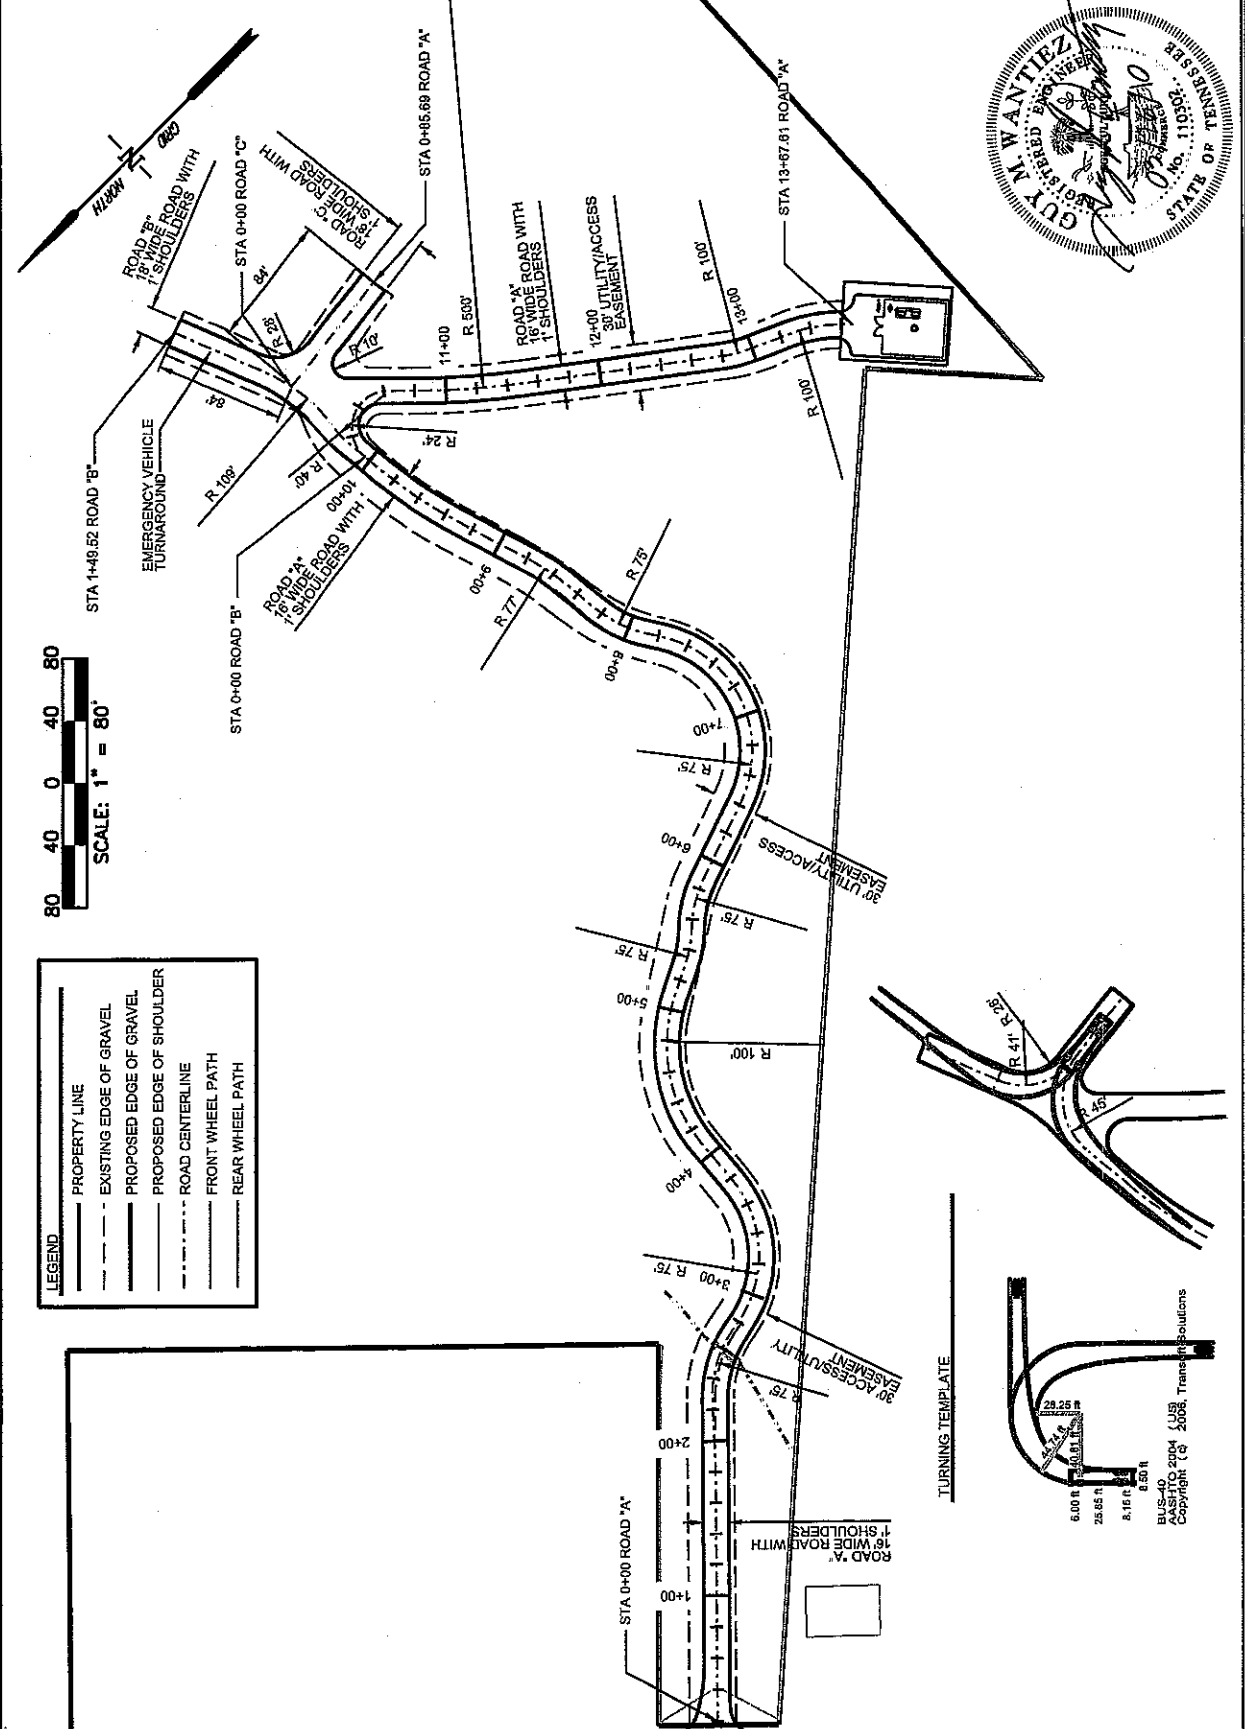 NORTH
GRID
ROAD "B"
18' WIDE ROAD WITH
1' SHOULDERS
STA 0+00 ROAD "C"
ROAD "C"
18' WIDE ROAD WITH
1' SHOULDERS
STA 0+85.69 ROAD "A"
84'
R 28'
R 10'
STA 1+49.52 ROAD "B"
EMERGENCY VEHICLE
TURNAROUND
84'
R 109'
R 40'
R 24'
11+00
R 500'
ROAD "A"
16' WIDE ROAD WITH
1' SHOULDERS
12+00
30' UTILITY/ACCESS
EASEMENT
R 100'
13+00
R 100'
STA 13+67.61 ROAD "A"
GUY M. WANTIEZ
REGISTERED ENGINEER
No. 110302
STATE OF TENNESSEE
STA 0+00 ROAD "B"
10+00
ROAD "A"
16' WIDE ROAD WITH
1' SHOULDERS
9+00
R 77'
R 75'
8+00
7+00
R 75'
30' UTILITY/ACCESS
EASEMENT
6+00
R 75'
R 75'
5+00
R 100'
4+00
R 75'
3+00
30' ACCESS/UTILITY
EASEMENT
R 75'
2+00
ROAD "A"
16' WIDE ROAD WITH
1' SHOULDERS
1+00
STA 0+00 ROAD "A"
80 40 0 40 80
SCALE: 1" = 80'
LEGEND
PROPERTY LINE
EXISTING EDGE OF GRAVEL
PROPOSED EDGE OF GRAVEL
PROPOSED EDGE OF SHOULDER
ROAD CENTERLINE
FRONT WHEEL PATH
REAR WHEEL PATH
R 28'
R 41'
R 45'
TURNING TEMPLATE
28.25 ft
44.74 ft
40.81 ft
6.00 ft
25.85 ft
8.15 ft
8.50 ft
BUS-40
AASHTO 2004 (US)
Copyright (c) 2006, Transoft Solutions